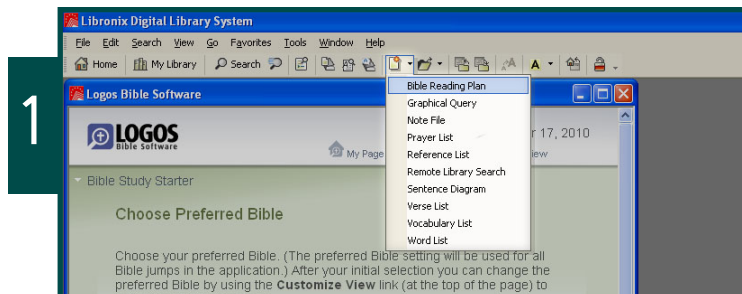 1
Libronix Digital Library System
File Edit Search View Go Favorites Tools Window Help
Home My Library Search A A
Logos Bible Software
LOGOS
Bible Software
My Page
r 17, 2010
iew
Bible Reading Plan
Graphical Query
Note File
Prayer List
Reference List
Remote Library Search
Sentence Diagram
Verse List
Vocabulary List
Word List
Bible Study Starter
Choose Preferred Bible
Choose your preferred Bible. (The preferred Bible setting will be used for all
Bible jumps in the application.) After your initial selection you can change the
preferred Bible by using the Customize View link (at the top of the page) to